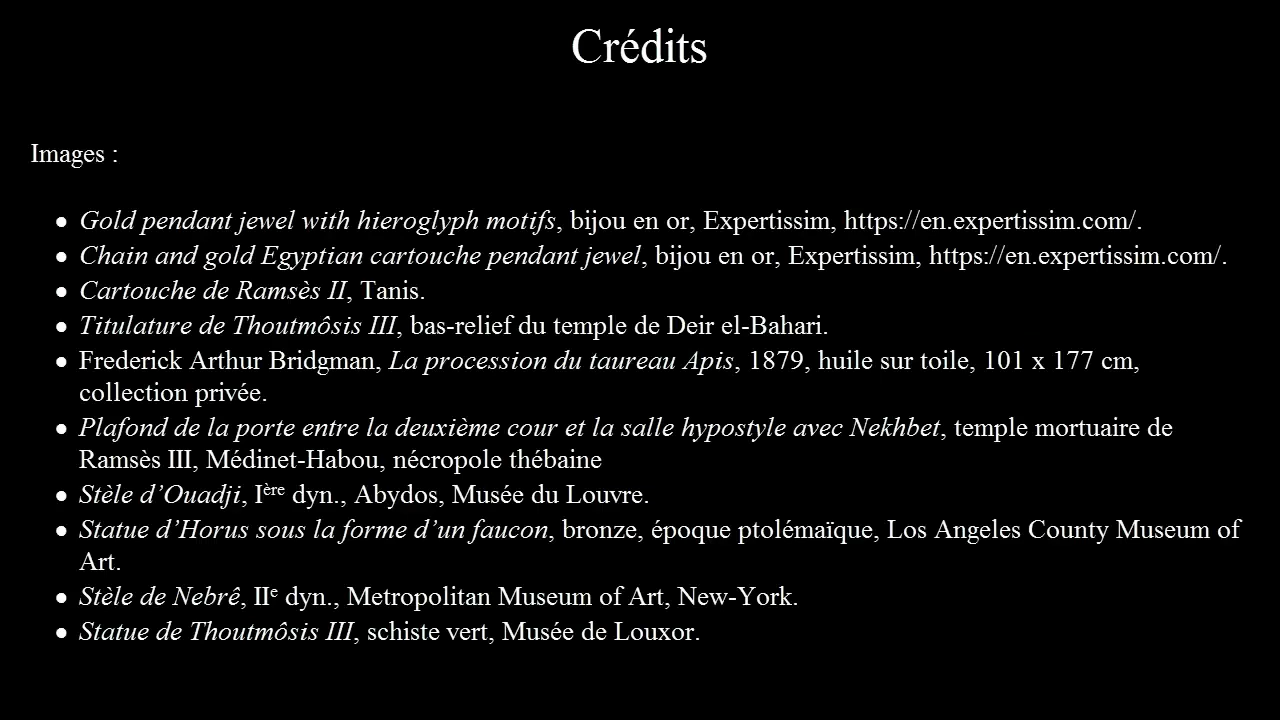 Crédits
Images :
• Gold pendant jewel with hieroglyph motifs, bijou en or, Expertissim, https://en.expertissim.com/.
• Chain and gold Egyptian cartouche pendant jewel, bijou en or, Expertissim, https://en.expertissim.com/.
• Cartouche de Ramsès II, Tanis.
• Titulature de Thoutmôsis III, bas-relief du temple de Deir el-Bahari.
• Frederick Arthur Bridgman, La procession du taureau Apis, 1879, huile sur toile, 101 x 177 cm,
collection privée.
• Plafond de la porte entre la deuxième cour et la salle hypostyle avec Nekhbet, temple mortuaire de
Ramsès III, Médinet-Habou, nécropole thébaine
• Stèle d’Ouadji, Ière dyn., Abydos, Musée du Louvre.
• Statue d’Horus sous la forme d’un faucon, bronze, époque ptolémaïque, Los Angeles County Museum of
Art.
• Stèle de Nebrê, IIe dyn., Metropolitan Museum of Art, New-York.
• Statue de Thoutmôsis III, schiste vert, Musée de Louxor.